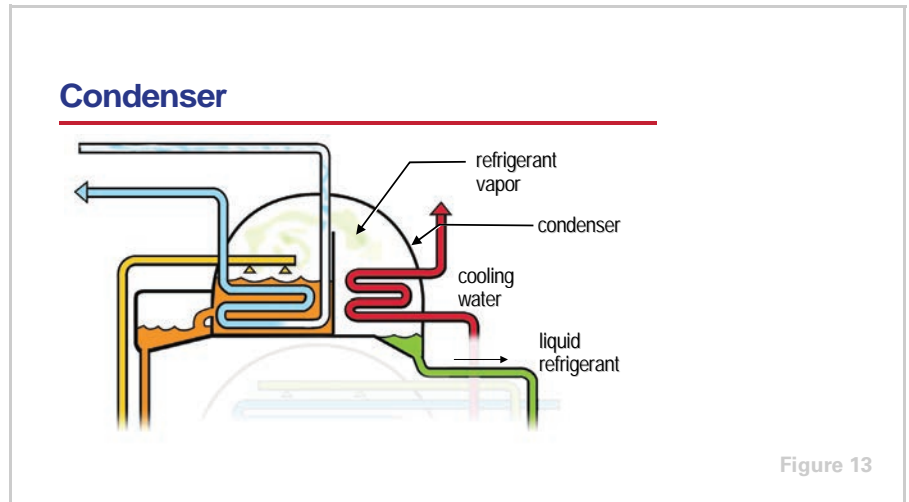 Condenser
refrigerant
vapor
condenser
cooling
water
liquid
refrigerant
Figure 13